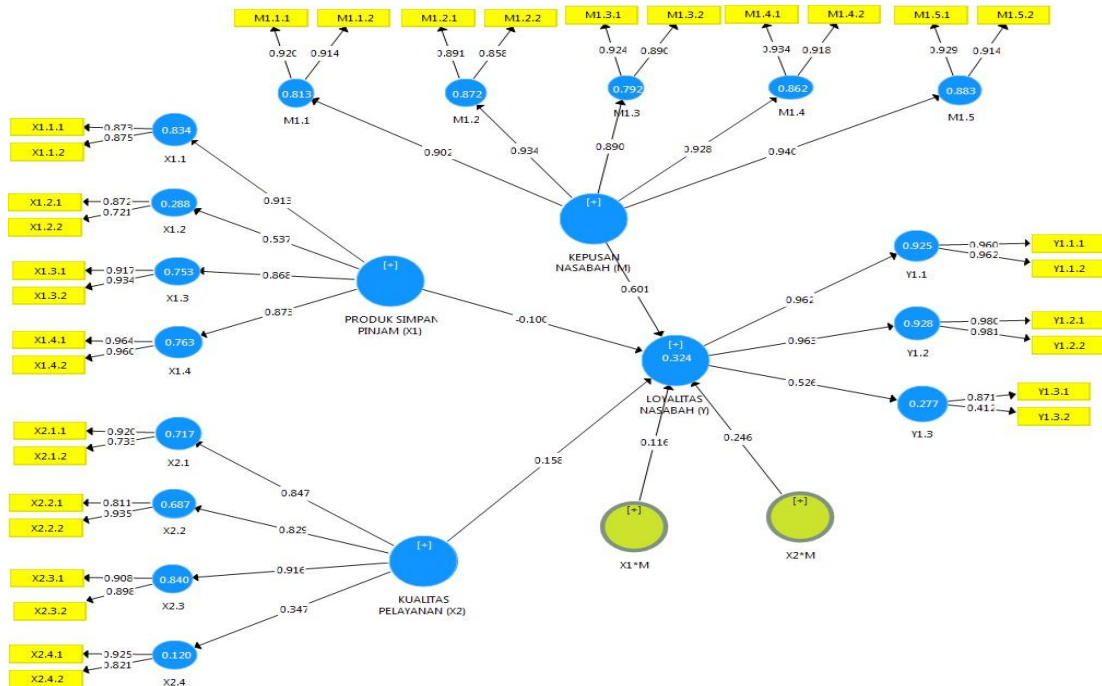 M1.1.1 M1.1.2 M1.2.1 M1.2.2 M1.3.1 M1.3.2 M1.4.1 M1.4.2 M1.5.1 M1.5.2
0.920 0.914 0.891 0.858 0.924 0.890 0.934 0.918 0.929 0.914
0.813 0.872 0.792 0.862 0.883
M1.1 M1.2 M1.3 M1.4 M1.5
0.902 0.934 0.890 0.928 0.940
X1.1.1 0.873 0.834
X1.1.2 0.875
X1.1
0.913
X1.2.1 0.872 0.288
X1.2.2 0.721
X1.2
0.537
X1.3.1 0.917 0.753
X1.3.2 0.934
X1.3
0.868
X1.4.1 0.964 0.763
X1.4.2 0.960
X1.4
0.873
[+]
PRODUK SIMPAN
PINJAM (X1)
-0.100
[+]
KEPUSAN
NASABAH (M)
0.601
[+]
0.324
LOYALITAS
NASABAH (Y)
0.962
0.925 0.960 Y1.1.1
0.962 Y1.1.2
Y1.1
0.963
0.928 0.980 Y1.2.1
0.981 Y1.2.2
Y1.2
0.526
0.277 0.871 Y1.3.1
0.412 Y1.3.2
Y1.3
X2.1.1 0.920 0.717
X2.1.2 0.733
X2.1
0.847
X2.2.1 0.811 0.687
X2.2.2 0.935
X2.2
0.829
X2.3.1 0.908 0.840
X2.3.2 0.898
X2.3
0.916
X2.4.1 0.925 0.120
X2.4.2 0.821
X2.4
0.347
[+]
KUALITAS
PELAYANAN (X2)
0.158
0.116
[+]
X1*M
0.246
[+]
X2*M